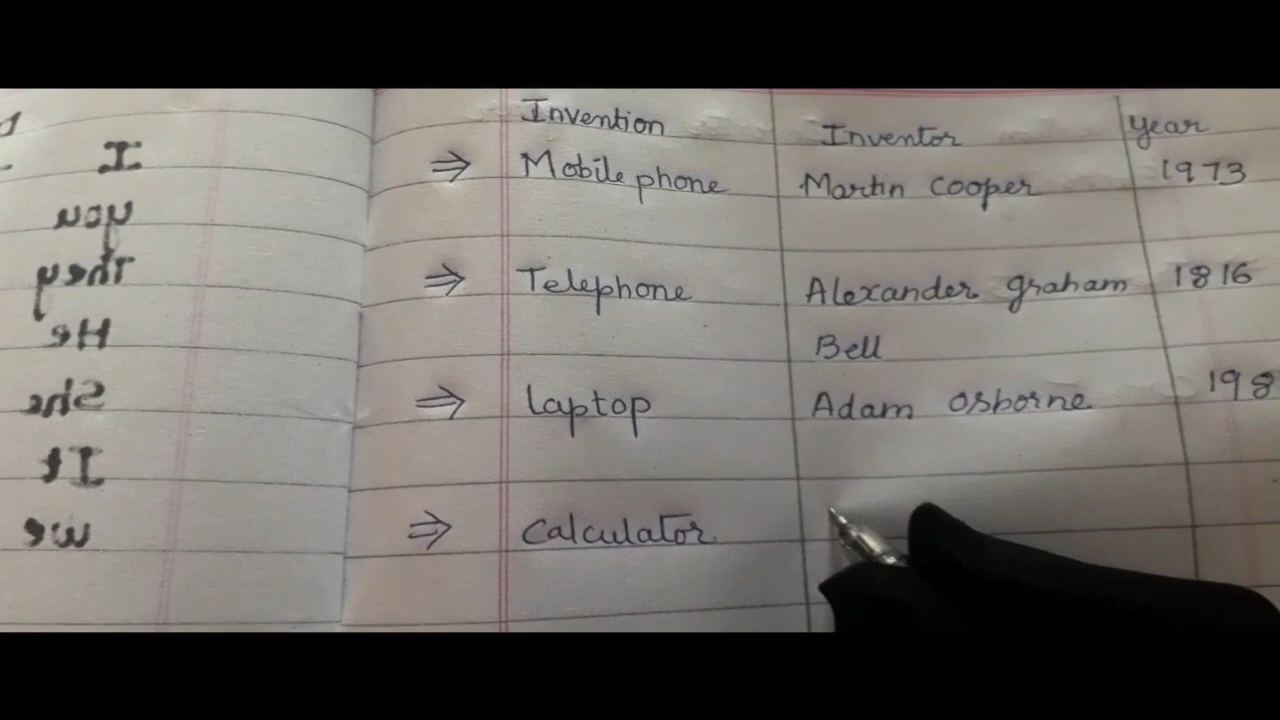 I
you
They
He
She
It
we
Invention Inventor year
⇒ Mobile phone Martin cooper 1973
⇒ Telephone Alexander graham 1816
Bell
⇒ Laptop Adam osborne 198
⇒ Calculator